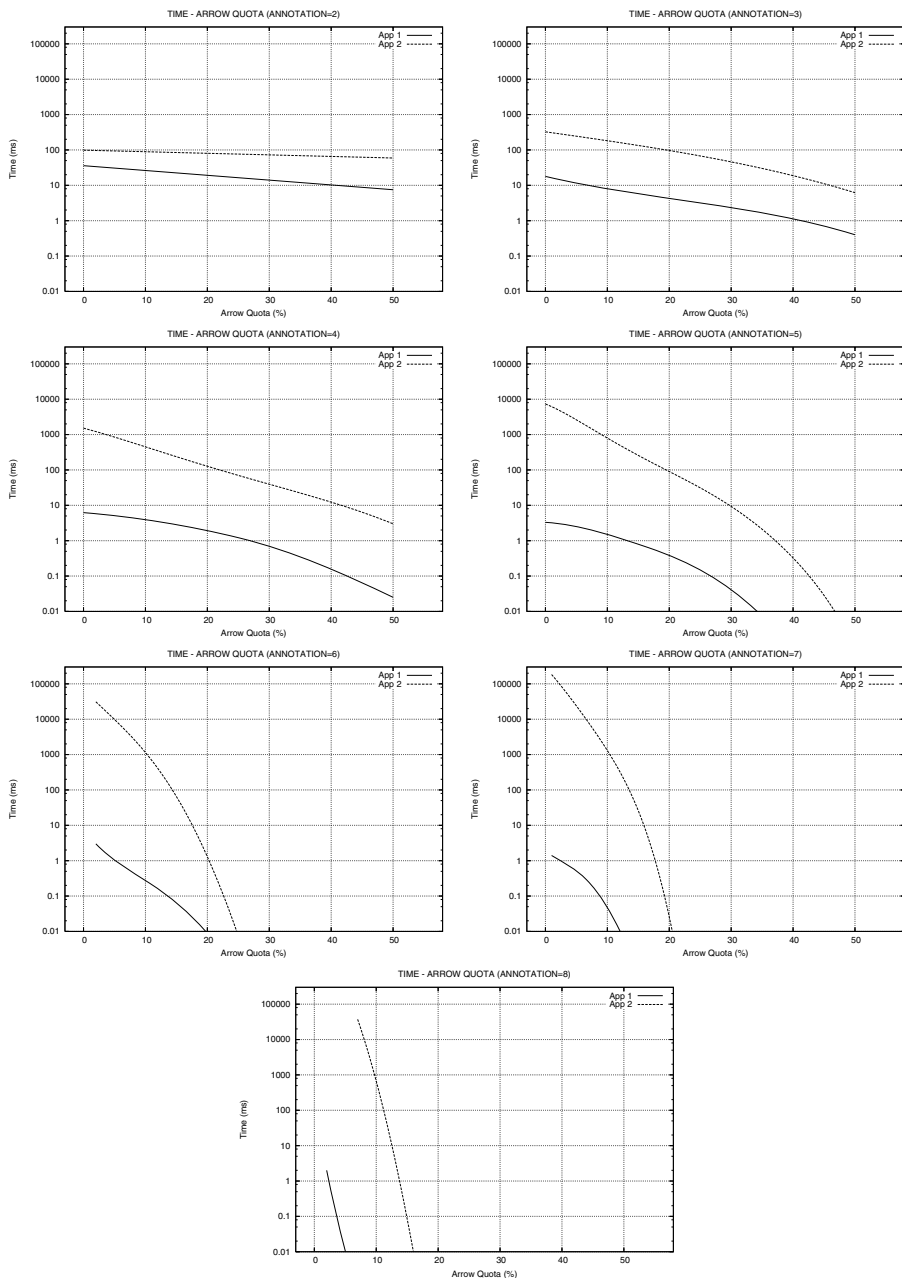 TIME - ARROW QUOTA (ANNOTATION=2)
App 1
App 2
100000
10000
1000
100
10
1
0.1
0.01
Time (ms)
0 10 20 30 40 50
Arrow Quota (%)
TIME - ARROW QUOTA (ANNOTATION=3)
App 1
App 2
100000
10000
1000
100
10
1
0.1
0.01
Time (ms)
0 10 20 30 40 50
Arrow Quota (%)
TIME - ARROW QUOTA (ANNOTATION=4)
App 1
App 2
100000
10000
1000
100
10
1
0.1
0.01
Time (ms)
0 10 20 30 40 50
Arrow Quota (%)
TIME - ARROW QUOTA (ANNOTATION=5)
App 1
App 2
100000
10000
1000
100
10
1
0.1
0.01
Time (ms)
0 10 20 30 40 50
Arrow Quota (%)
TIME - ARROW QUOTA (ANNOTATION=6)
App 1
App 2
100000
10000
1000
100
10
1
0.1
0.01
Time (ms)
0 10 20 30 40 50
Arrow Quota (%)
TIME - ARROW QUOTA (ANNOTATION=7)
App 1
App 2
100000
10000
1000
100
10
1
0.1
0.01
Time (ms)
0 10 20 30 40 50
Arrow Quota (%)
TIME - ARROW QUOTA (ANNOTATION=8)
App 1
App 2
100000
10000
1000
100
10
1
0.1
0.01
Time (ms)
0 10 20 30 40 50
Arrow Quota (%)